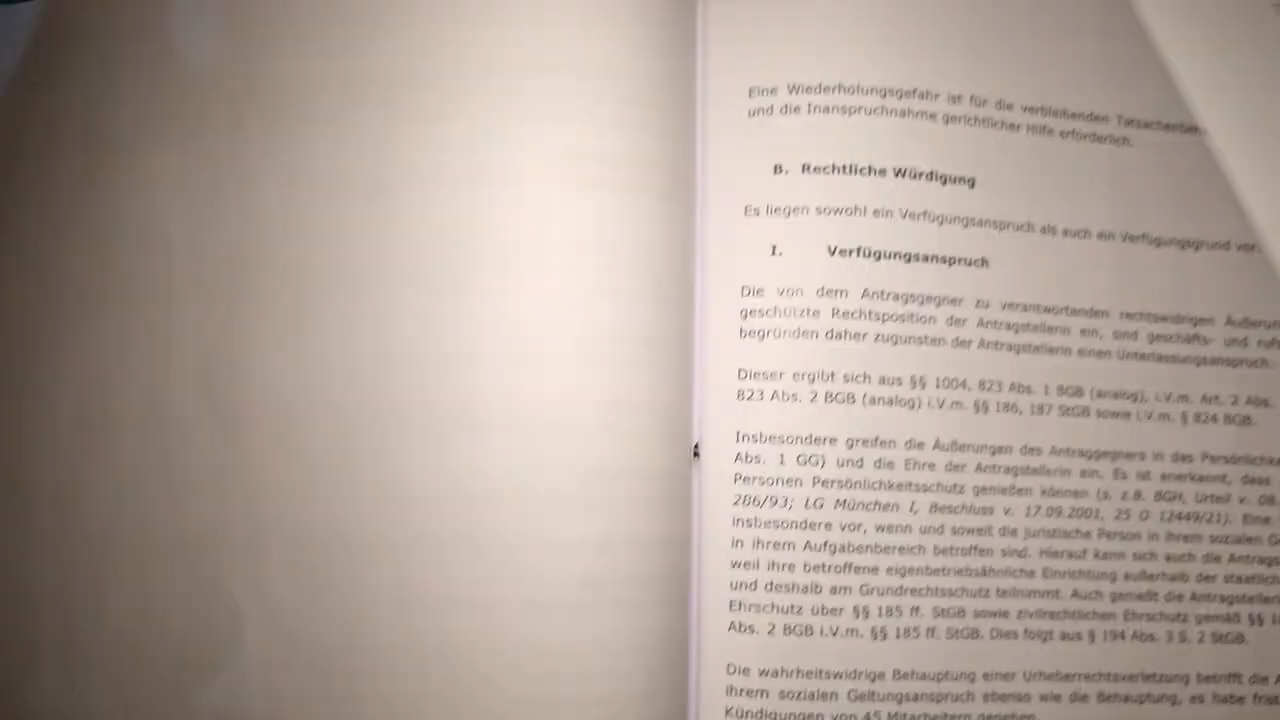 Eine Wiederholungsgefahr ist für die verbleibenden
und die Inanspruchnahme gerichtlicher Hilfe erforderlich.
B. Rechtliche Würdigung
Es liegen sowohl ein Verfügungsanspruch als auch ein Verfügungsgrund vor.
I. Verfügungsanspruch
Die von dem Antragsgegner zu verantwortenden rechtswidrigen
geschützte Rechtsposition der Antragstellerin ein, sind geschäfts- und
begründen daher zugunsten der Antragstellerin einen Unterlassungsanspruch.
Dieser ergibt sich aus §§ 1004, 823 Abs. 1 BGB (analog), i.V.m. Art. 2 Abs.
823 Abs. 2 BGB (analog) i.V.m. §§ 186, 187 StGB sowie i.V.m. § 824 BGB.
Insbesondere greifen die Äußerungen des Antraggegners in das
Abs. 1 GG) und die Ehre der Antragstellerin ein. Es ist anerkannt, dass
Personen Persönlichkeitsschutz genießen können (s. z.B. BGH, Urteil v. 08.
286/93; LG München I, Beschluss v. 17.09.2001, 25 O 12449/21). Eine
insbesondere vor, wenn und soweit die juristische Person in ihrem sozialen
in ihrem Aufgabenbereich betroffen sind. Hierauf kann sich auch die
weil ihre betroffene eigenbetriebsähnliche Einrichtung außerhalb der
und deshalb am Grundrechtsschutz teilnimmt. Auch genießt die
Ehrschutz über §§ 185 ff. StGB sowie zivilrechtlichen Ehrschutz gemäß §§
Abs. 2 BGB i.V.m. §§ 185 ff. StGB. Dies folgt aus § 194 Abs. 3 S. 2 StGB.
Die wahrheitswidrige Behauptung einer Urheberrechtsverletzung betrifft die
ihrem sozialen Geltungsanspruch ebenso wie die Behauptung, es habe
Kündigungen von 45 Mitarbeitern gegeben